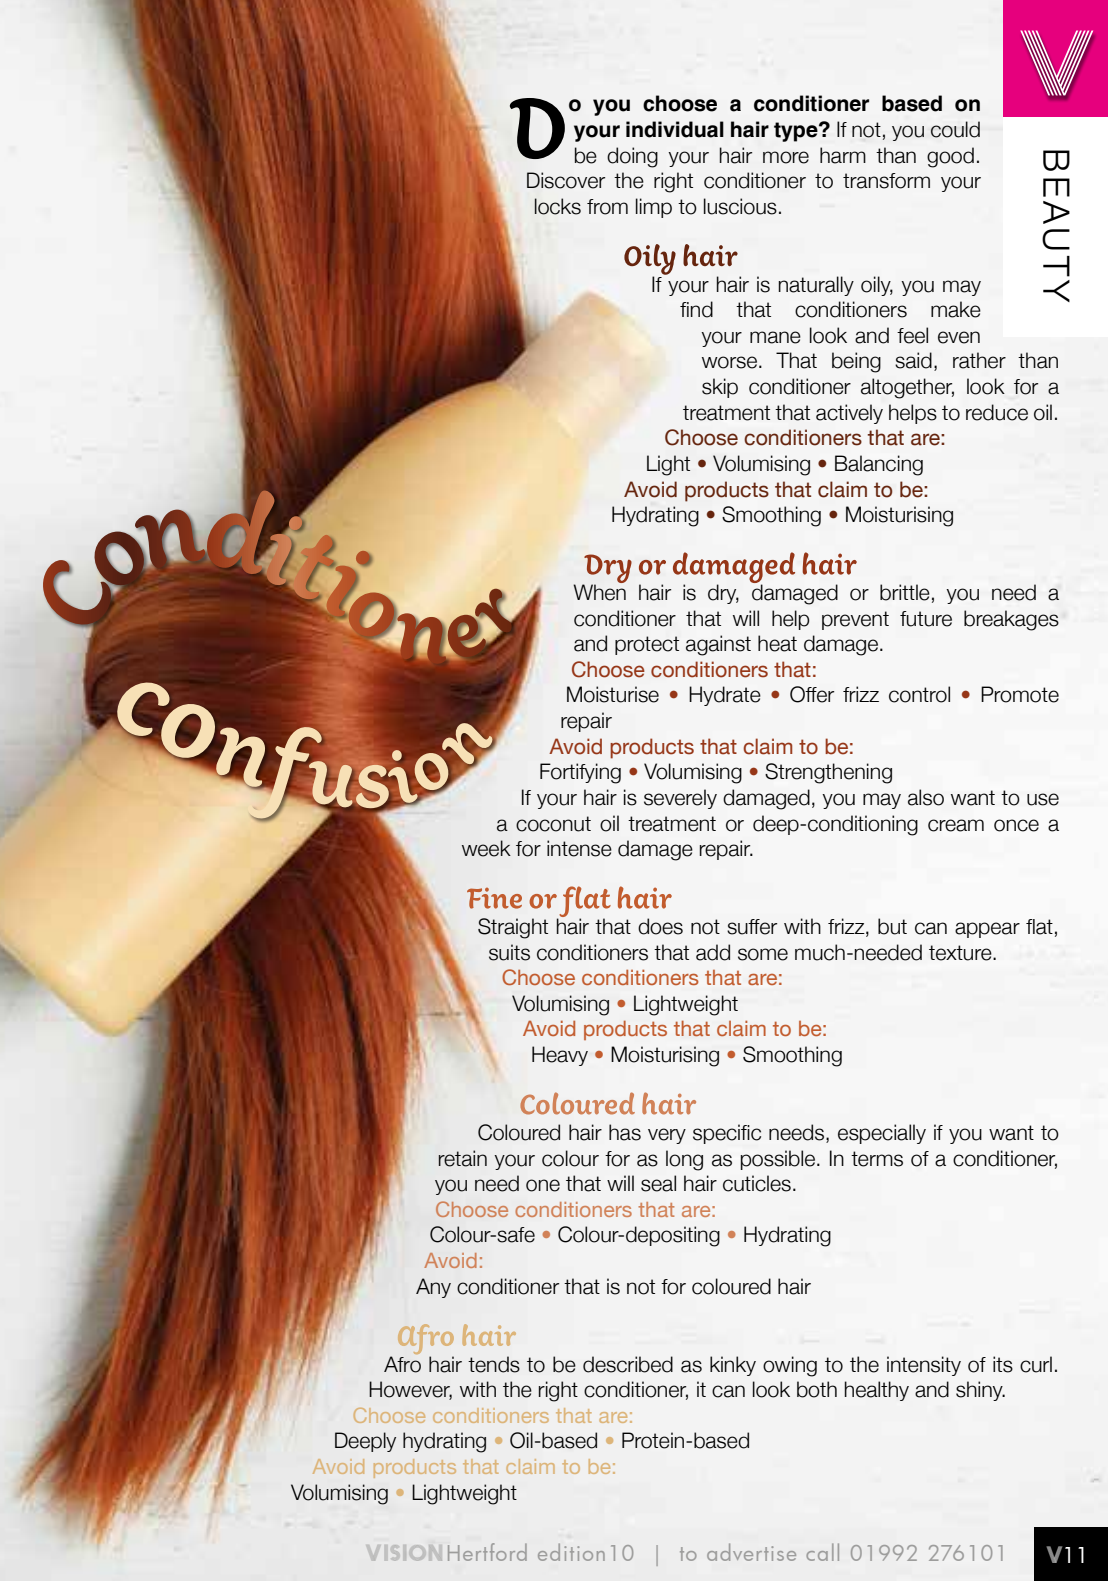 V
BEAUTY
Conditioner
confusion
Do you choose a conditioner based on
your individual hair type? If not, you could
be doing your hair more harm than good.
Discover the right conditioner to transform your
locks from limp to luscious.
Oily hair
If your hair is naturally oily, you may
find that conditioners make
your mane look and feel even
worse. That being said, rather than
skip conditioner altogether, look for a
treatment that actively helps to reduce oil.
Choose conditioners that are:
Light • Volumising • Balancing
Avoid products that claim to be:
Hydrating • Smoothing • Moisturising
Dry or damaged hair
When hair is dry, damaged or brittle, you need a
conditioner that will help prevent future breakages
and protect against heat damage.
Choose conditioners that:
Moisturise • Hydrate • Offer frizz control • Promote
repair
Avoid products that claim to be:
Fortifying • Volumising • Strengthening
If your hair is severely damaged, you may also want to use
a coconut oil treatment or deep-conditioning cream once a
week for intense damage repair.
Fine or flat hair
Straight hair that does not suffer with frizz, but can appear flat,
suits conditioners that add some much-needed texture.
Choose conditioners that are:
Volumising • Lightweight
Avoid products that claim to be:
Heavy • Moisturising • Smoothing
Coloured hair
Coloured hair has very specific needs, especially if you want to
retain your colour for as long as possible. In terms of a conditioner,
you need one that will seal hair cuticles.
Choose conditioners that are:
Colour-safe • Colour-depositing • Hydrating
Avoid:
Any conditioner that is not for coloured hair
Afro hair
Afro hair tends to be described as kinky owing to the intensity of its curl.
However, with the right conditioner, it can look both healthy and shiny.
Choose conditioners that are:
Deeply hydrating • Oil-based • Protein-based
Avoid products that claim to be:
Volumising • Lightweight
VISIONHertford edition10 | to advertise call 01992 276101
V11